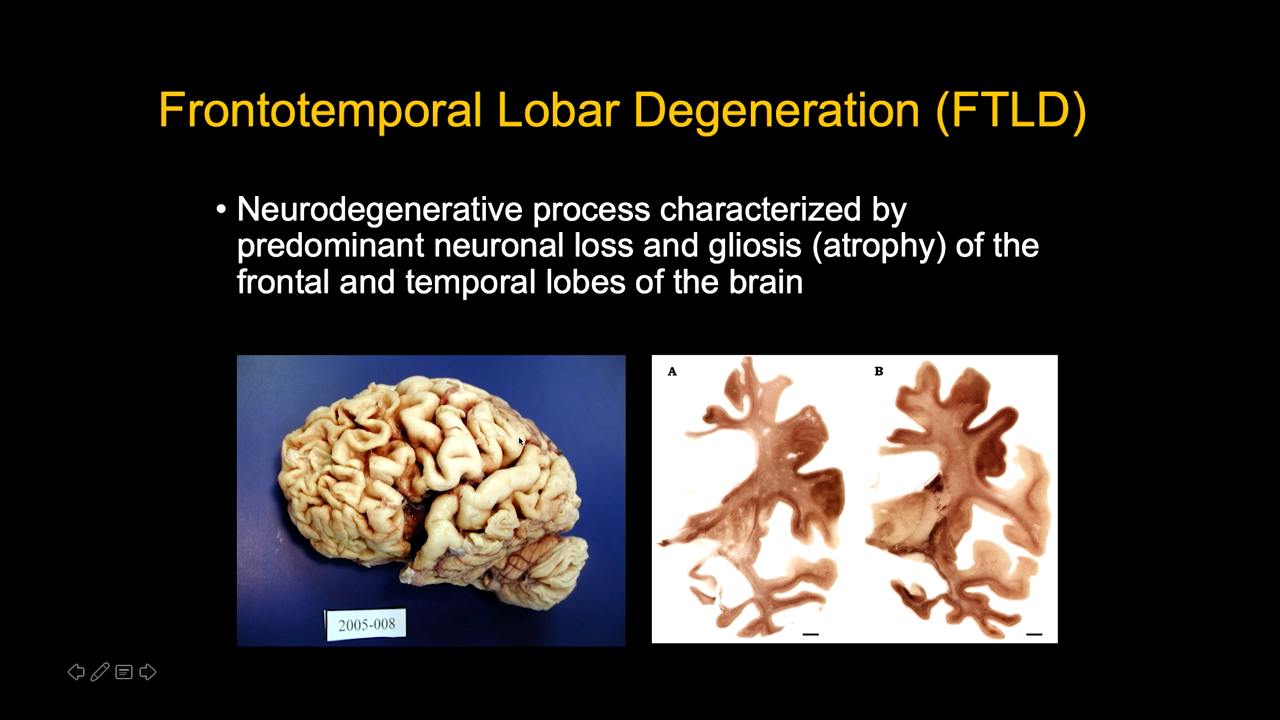 Frontotemporal Lobar Degeneration (FTLD)
• Neurodegenerative process characterized by
predominant neuronal loss and gliosis (atrophy) of the
frontal and temporal lobes of the brain
A
B
2005-008